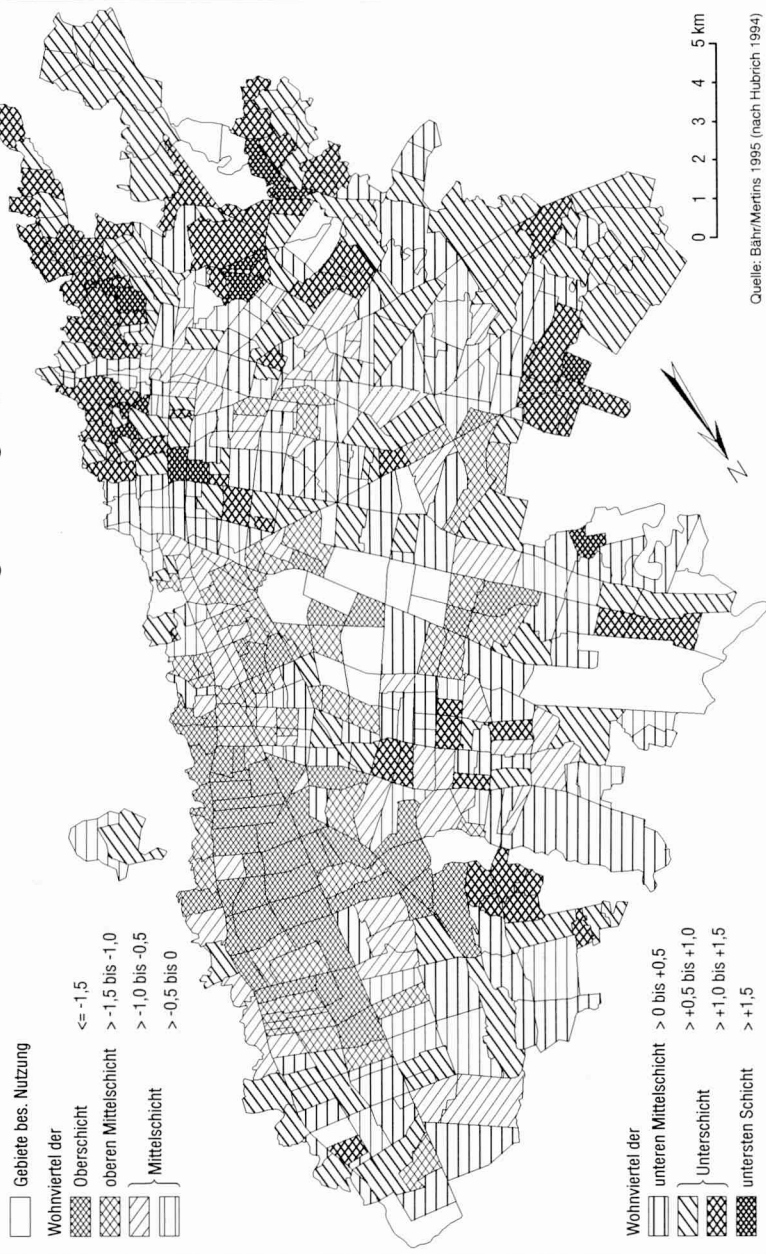 Gebiete bes. Nutzung
Wohnviertel der
Oberschicht <= -1,5
oberen Mittelschicht > -1,5 bis -1,0
Mittelschicht > -1,0 bis -0,5
> -0,5 bis 0
Wohnviertel der
unteren Mittelschicht > 0 bis +0,5
Unterschicht > +0,5 bis +1,0
> +1,0 bis +1,5
untersten Schicht > +1,5
N
0 1 2 3 4 5 km
Quelle: Bähr/Mertins 1995 (nach Hubrich 1994)